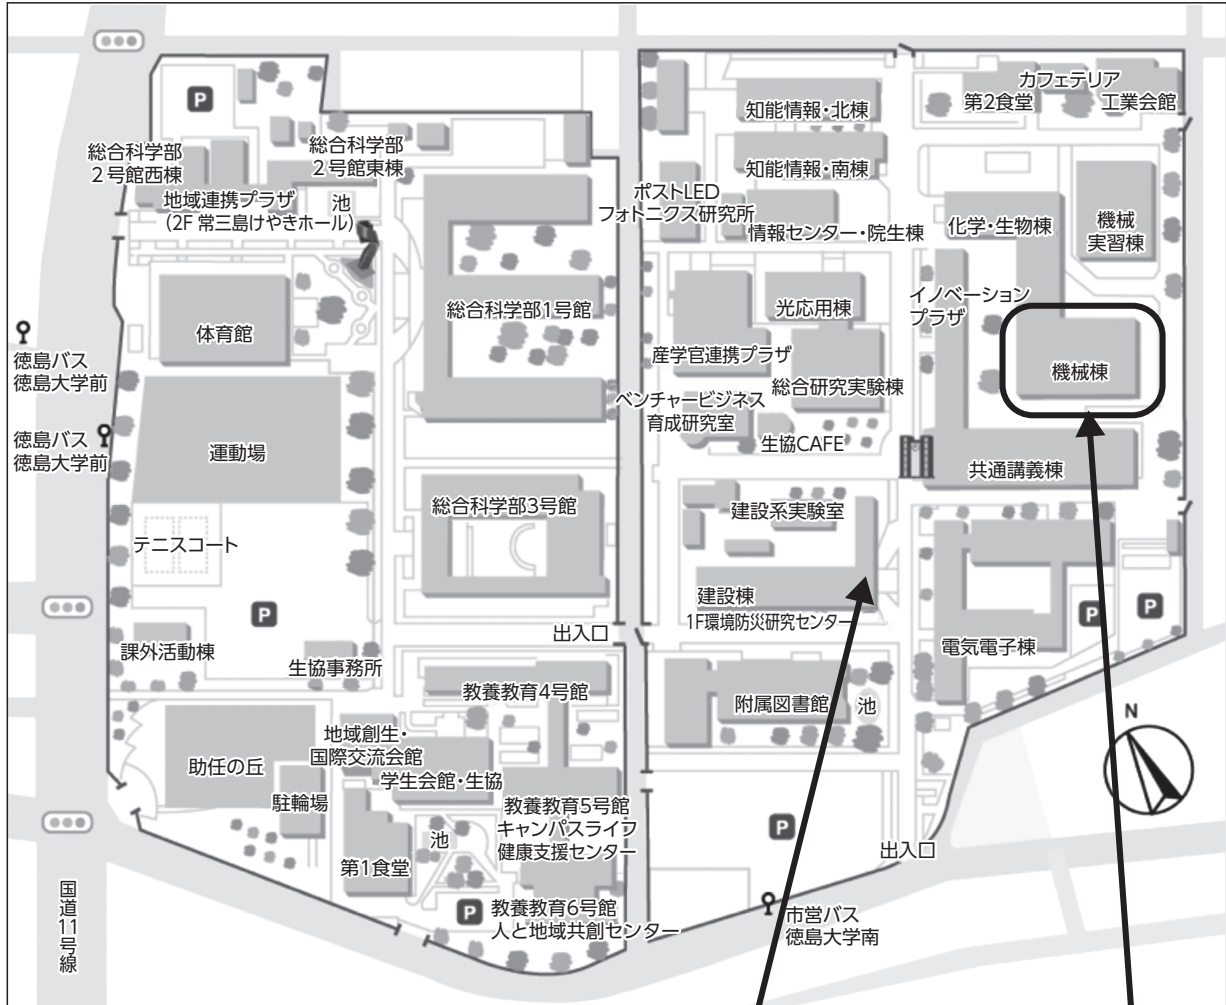 P
総合科学部
2号館西棟
総合科学部
2号館東棟
地域連携プラザ
(2F 常三島けやきホール)
池
体育館
徳島バス
徳島大学前
徳島バス
徳島大学前
運動場
テニスコート
P
課外活動棟
生協事務所
総合科学部1号館
総合科学部3号館
出入口
教養教育4号館
地域創生・
国際交流会館
学生会館・生協
助任の丘
駐輪場
第1食堂
池
教養教育5号館
キャンパスライフ
健康支援センター
P
教養教育6号館
人と地域共創センター
国道11号線
知能情報・北棟
知能情報・南棟
ポストLED
フォトニクス研究所
情報センター・院生棟
光応用棟
産学官連携プラザ
総合研究実験棟
ベンチャービジネス
育成研究室
生協CAFE
建設系実験室
建設棟
1F環境防災研究センター
附属図書館
池
P
市営バス
徳島大学南
出入口
カフェテリア
第2食堂
工業会館
化学・生物棟
機械
実習棟
イノベーション
プラザ
機械棟
共通講義棟
電気電子棟
P
P
N